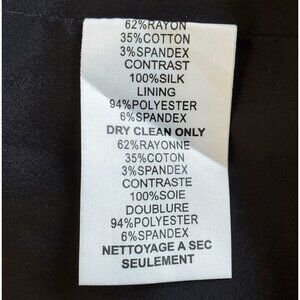 62%RAYON
35%COTTON
3%SPANDEX
CONTRAST
100%SILK
LINING
94%POLYESTER
6%SPANDEX
DRY CLEAN ONLY
62%RAYONNE
35%COTON
3%SPANDEX
CONTRASTE
100%SOIE
DOUBLURE
94%POLYESTER
6%SPANDEX
NETTOYAGE A SEC
SEULEMENT